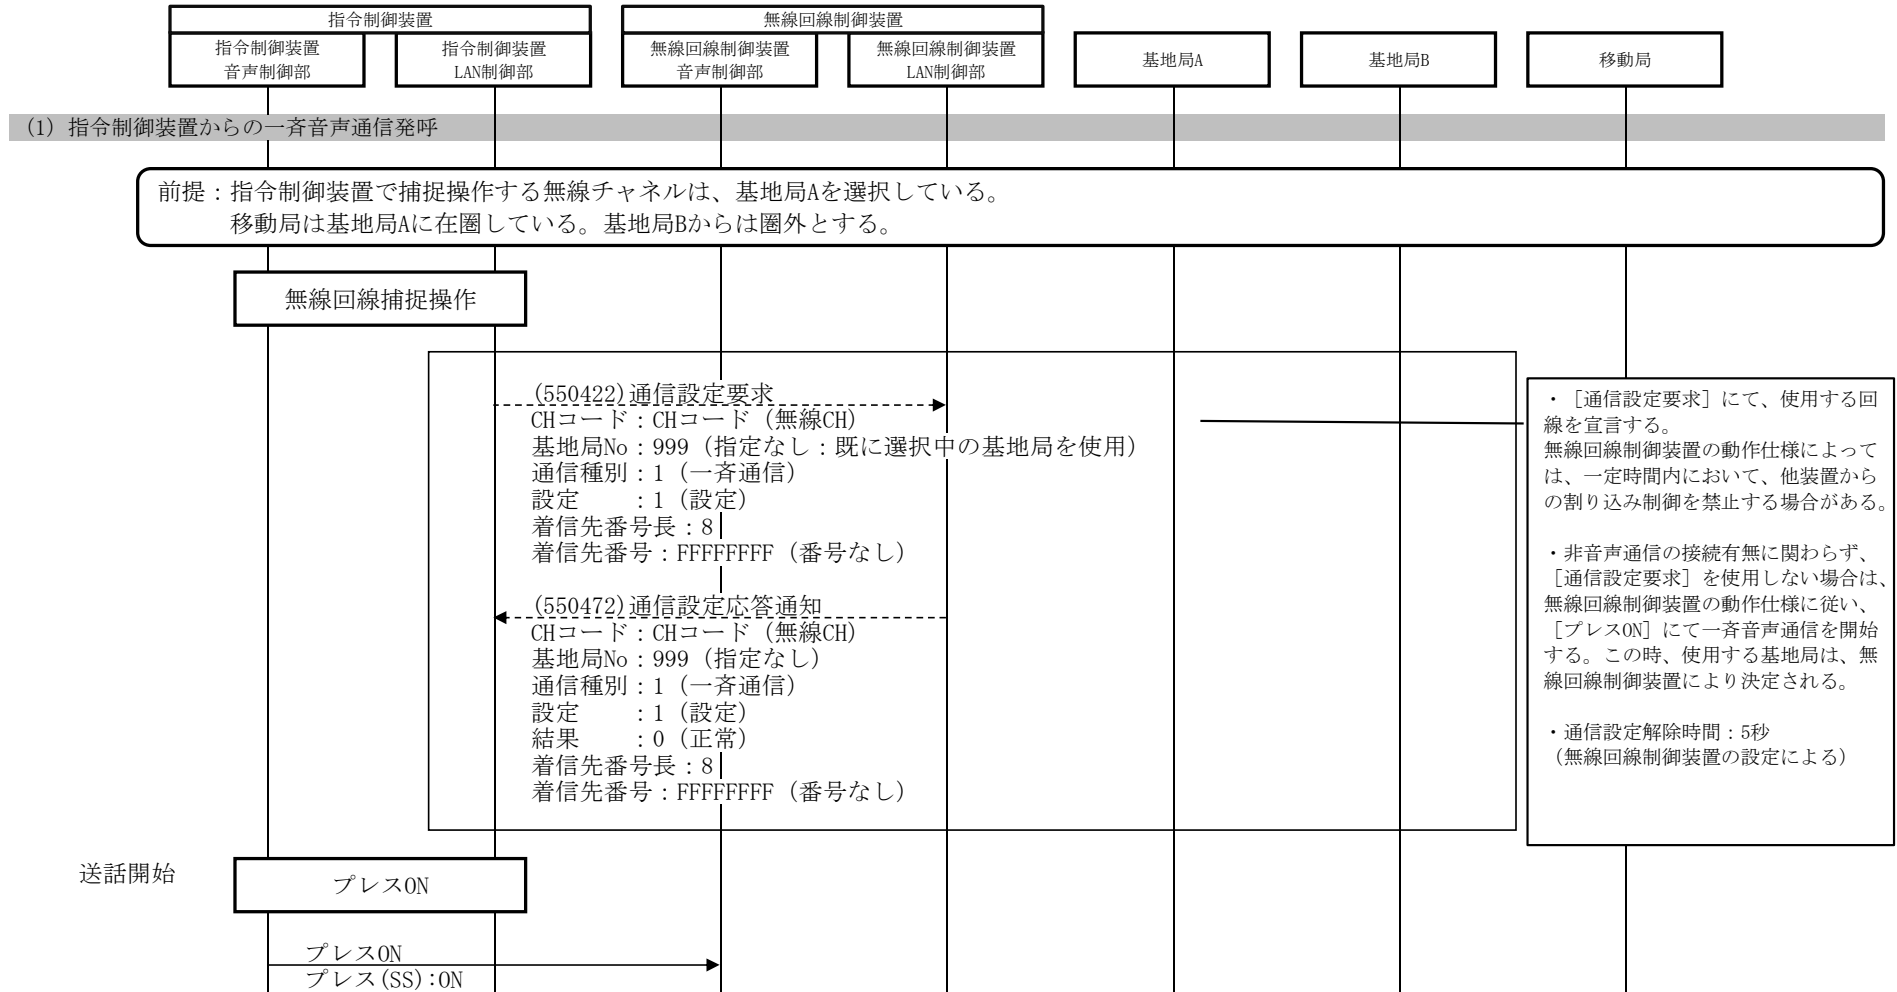 指令制御装置
無線回線制御装置
指令制御装置
音声制御部
指令制御装置
LAN制御部
無線回線制御装置
音声制御部
無線回線制御装置
LAN制御部
基地局A
基地局B
移動局
(1) 指令制御装置からの一斉音声通信発呼
前提：指令制御装置で捕捉操作する無線チャネルは、基地局Aを選択している。
移動局は基地局Aに在圏している。基地局Bからは圏外とする。
無線回線捕捉操作
(550422)通信設定要求
CHコード：CHコード（無線CH）
基地局No：999（指定なし：既に選択中の基地局を使用）
通信種別：1（一斉通信）
設定　　：1（設定）
着信先番号長：8
着信先番号：FFFFFFFF（番号なし）
(550472)通信設定応答通知
CHコード：CHコード（無線CH）
基地局No：999（指定なし）
通信種別：1（一斉通信）
設定　　：1（設定）
結果　　：0（正常）
着信先番号長：8
着信先番号：FFFFFFFF（番号なし）
・［通信設定要求］にて、使用する回
線を宣言する。
無線回線制御装置の動作仕様によって
は、一定時間内において、他装置から
の割り込み制御を禁止する場合がある。
・非音声通信の接続有無に関わらず、
［通信設定要求］を使用しない場合は、
無線回線制御装置の動作仕様に従い、
［プレスON］にて一斉音声通信を開始
する。この時、使用する基地局は、無
線回線制御装置により決定される。
・通信設定解除時間：5秒
（無線回線制御装置の設定による）
送話開始
プレスON
プレスON
プレス(SS):ON